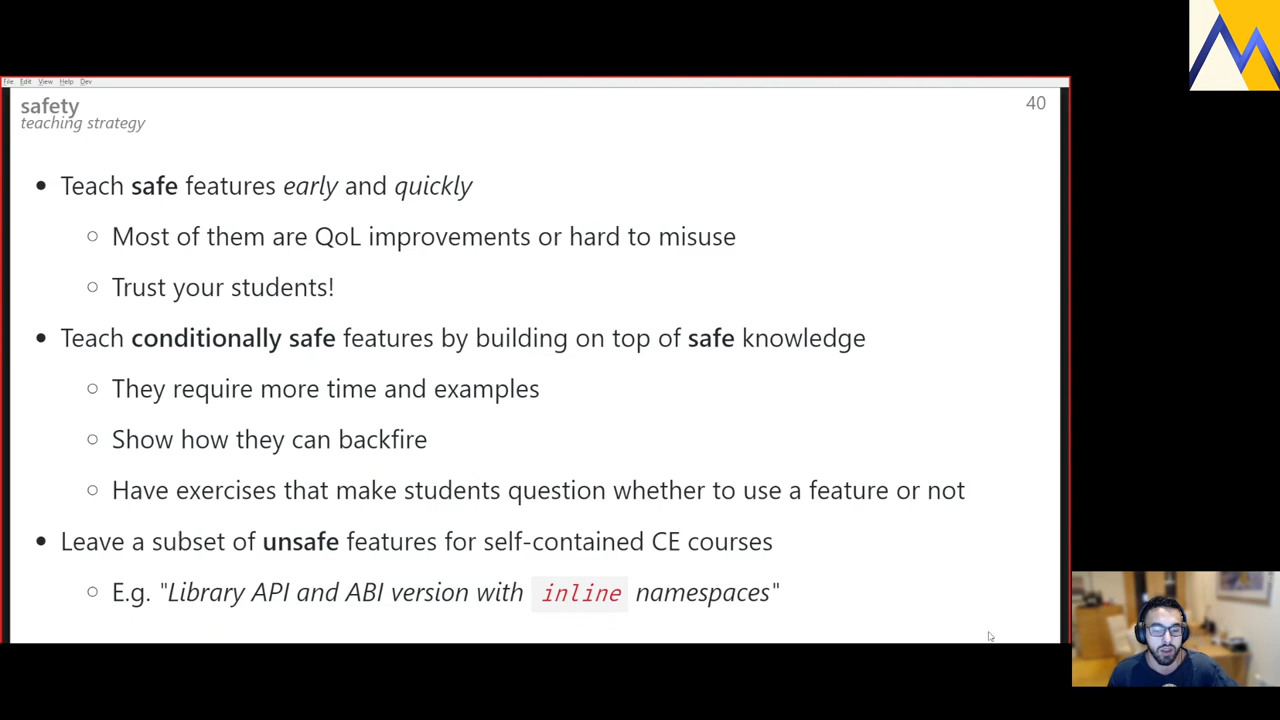 File Edit View Help Dev
safety
40
teaching strategy
Teach safe features early and quickly
Most of them are QoL improvements or hard to misuse
Trust your students!
Teach conditionally safe features by building on top of safe knowledge
They require more time and examples
Show how they can backfire
Have exercises that make students question whether to use a feature or not
Leave a subset of unsafe features for self-contained CE courses
E.g. "Library API and ABI version with inline namespaces"